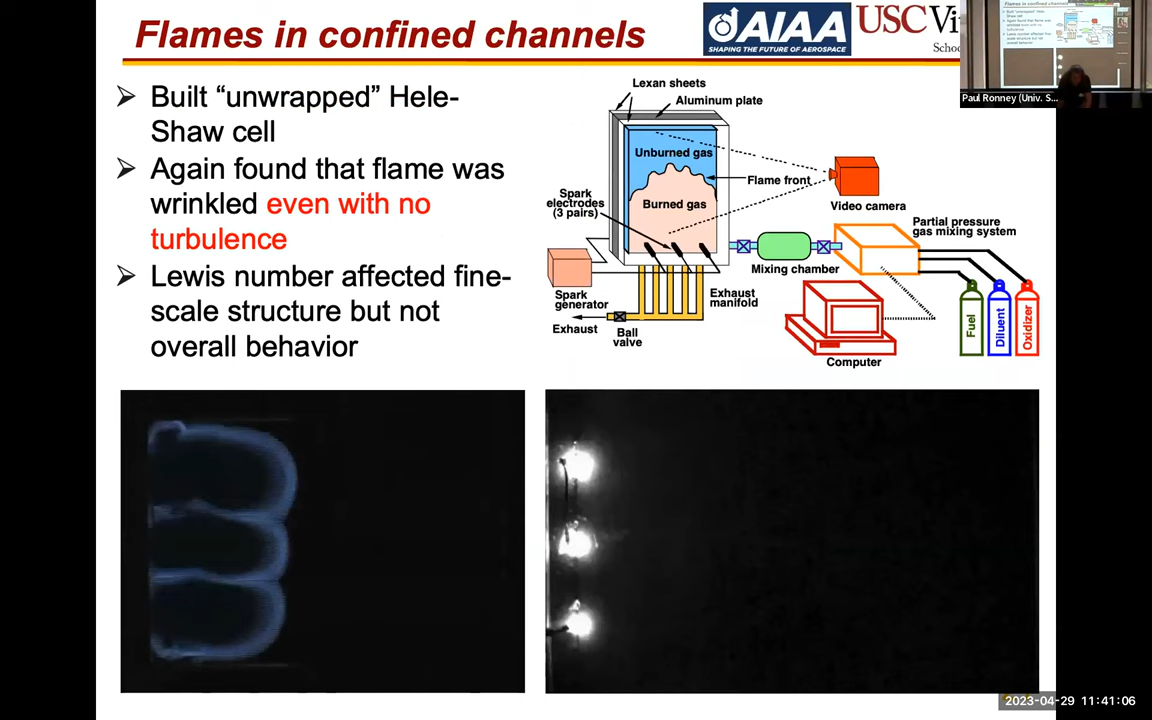 Flames in confined channels
AIAA
SHAPING THE FUTURE OF AEROSPACE
USC
Paul Ronney (Univ. S...
➢ Built “unwrapped” Hele-
Shaw cell
➢ Again found that flame was
wrinkled even with no
turbulence
➢ Lewis number affected fine-
scale structure but not
overall behavior
Lexan sheets
Aluminum plate
Unburned gas
Flame front
Burned gas
Spark
electrodes
(3 pairs)
Video camera
Partial pressure
gas mixing system
Mixing chamber
Spark
generator
Exhaust
manifold
Exhaust
Ball
valve
Computer
Fuel
Diluent
Oxidizer
2023-04-29 11:41:06